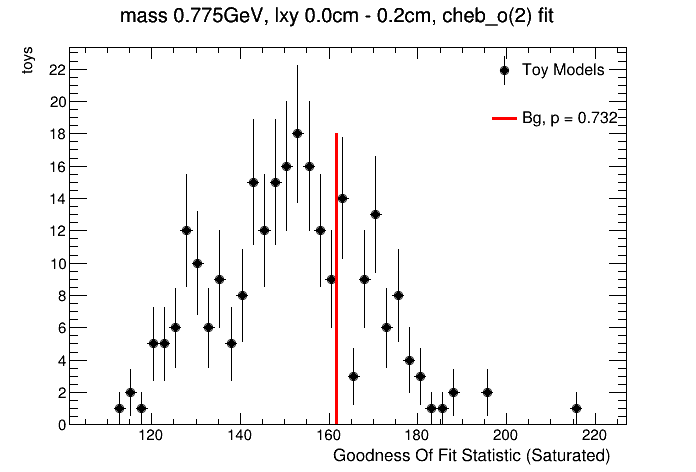 mass 0.775GeV, lxy 0.0cm - 0.2cm, cheb_o(2) fit
toys
Toy Models
Bg, p = 0.732
22
20
18
16
14
12
10
8
6
4
2
0
120 140 160 180 200 220
Goodness Of Fit Statistic (Saturated)